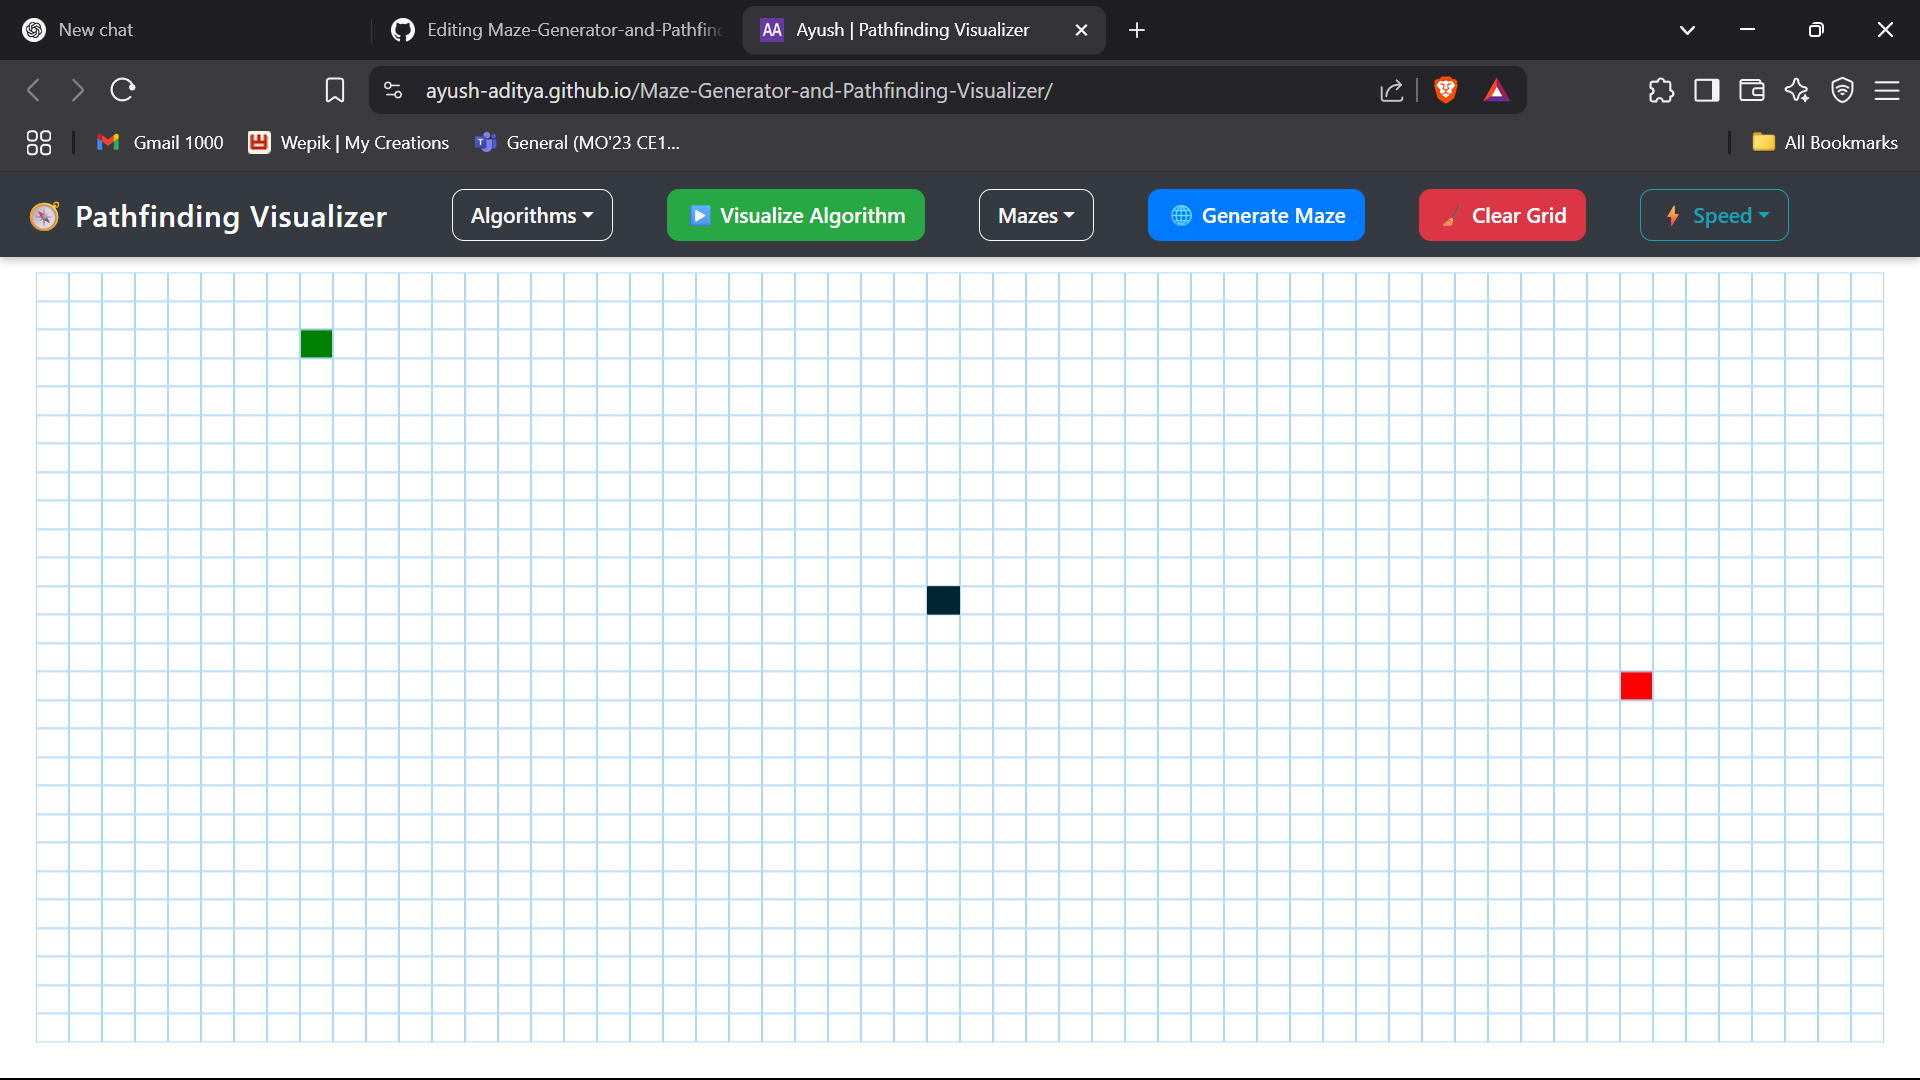 New chat
Editing Maze-Generator-and-Pathfin
AA Ayush | Pathfinding Visualizer
ayush-aditya.github.io/Maze-Generator-and-Pathfinding-Visualizer/
Gmail 1000
Wepik | My Creations
General (MO'23 CE1...
All Bookmarks
Pathfinding Visualizer
Algorithms
Visualize Algorithm
Mazes
Generate Maze
Clear Grid
Speed